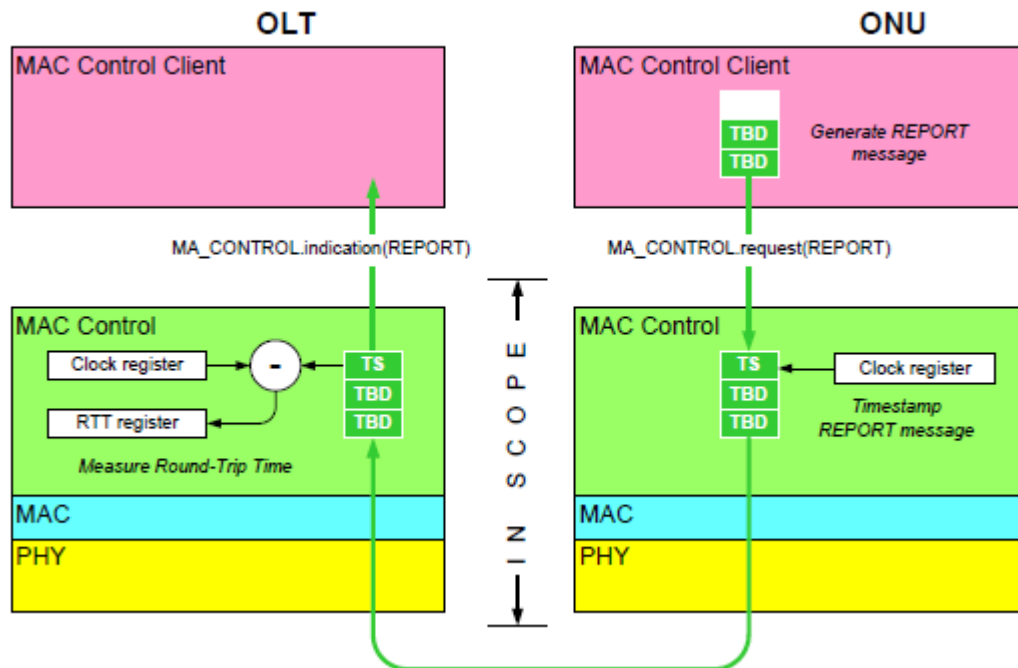 OLT
ONU
MAC Control Client
MAC Control Client
TBD
TBD
Generate REPORT
message
MA_CONTROL.indication(REPORT)
MA_CONTROL.request(REPORT)
IN SCOPE
MAC Control
Clock register
-
TS
TBD
TBD
RTT register
Measure Round-Trip Time
MAC Control
TS
TBD
TBD
Clock register
Timestamp
REPORT message
MAC
MAC
PHY
PHY